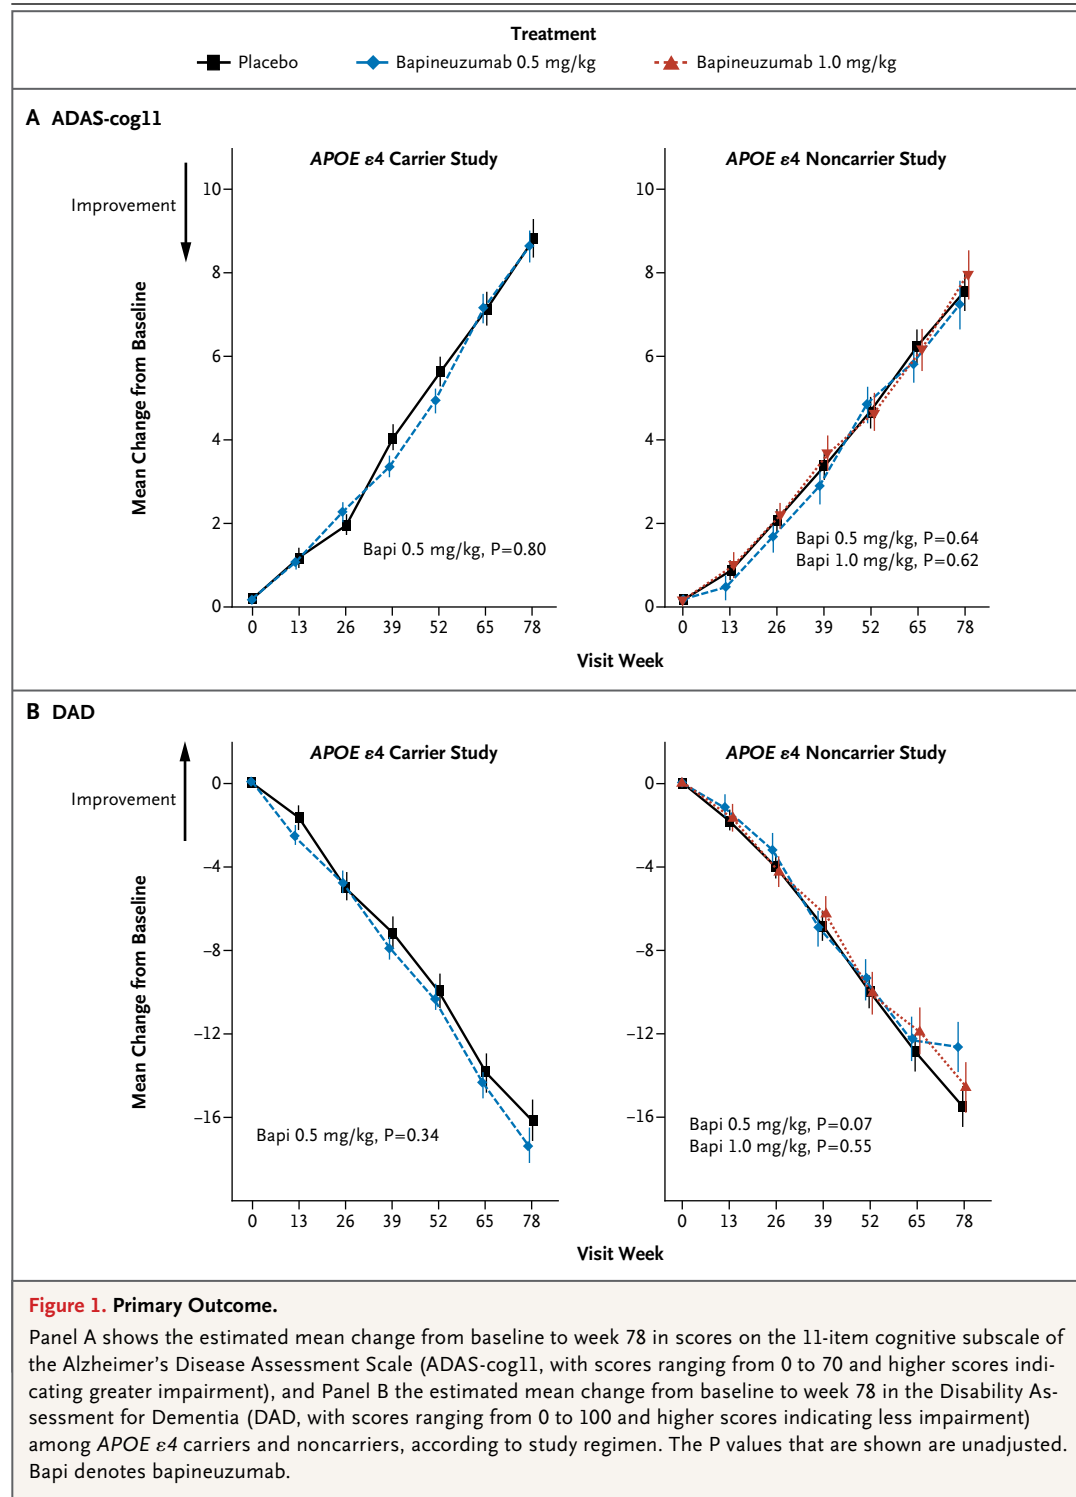 Treatment
Placebo Bapineuzumab 0.5 mg/kg Bapineuzumab 1.0 mg/kg
A ADAS-cog11
APOE ε4 Carrier Study
APOE ε4 Noncarrier Study
Improvement
Mean Change from Baseline
10
8
6
4
2
0
Bapi 0.5 mg/kg, P=0.80
0 13 26 39 52 65 78
10
8
6
4
2
0
Bapi 0.5 mg/kg, P=0.64
Bapi 1.0 mg/kg, P=0.62
0 13 26 39 52 65 78
Visit Week
B DAD
APOE ε4 Carrier Study
APOE ε4 Noncarrier Study
Improvement
Mean Change from Baseline
0
−4
−8
−12
−16
Bapi 0.5 mg/kg, P=0.34
0 13 26 39 52 65 78
0
−4
−8
−12
−16
Bapi 0.5 mg/kg, P=0.07
Bapi 1.0 mg/kg, P=0.55
0 13 26 39 52 65 78
Visit Week
Figure 1. Primary Outcome.
Panel A shows the estimated mean change from baseline to week 78 in scores on the 11-item cognitive subscale of
the Alzheimer's Disease Assessment Scale (ADAS-cog11, with scores ranging from 0 to 70 and higher scores indi-
cating greater impairment), and Panel B the estimated mean change from baseline to week 78 in the Disability As-
sessment for Dementia (DAD, with scores ranging from 0 to 100 and higher scores indicating less impairment)
among APOE ε4 carriers and noncarriers, according to study regimen. The P values that are shown are unadjusted.
Bapi denotes bapineuzumab.